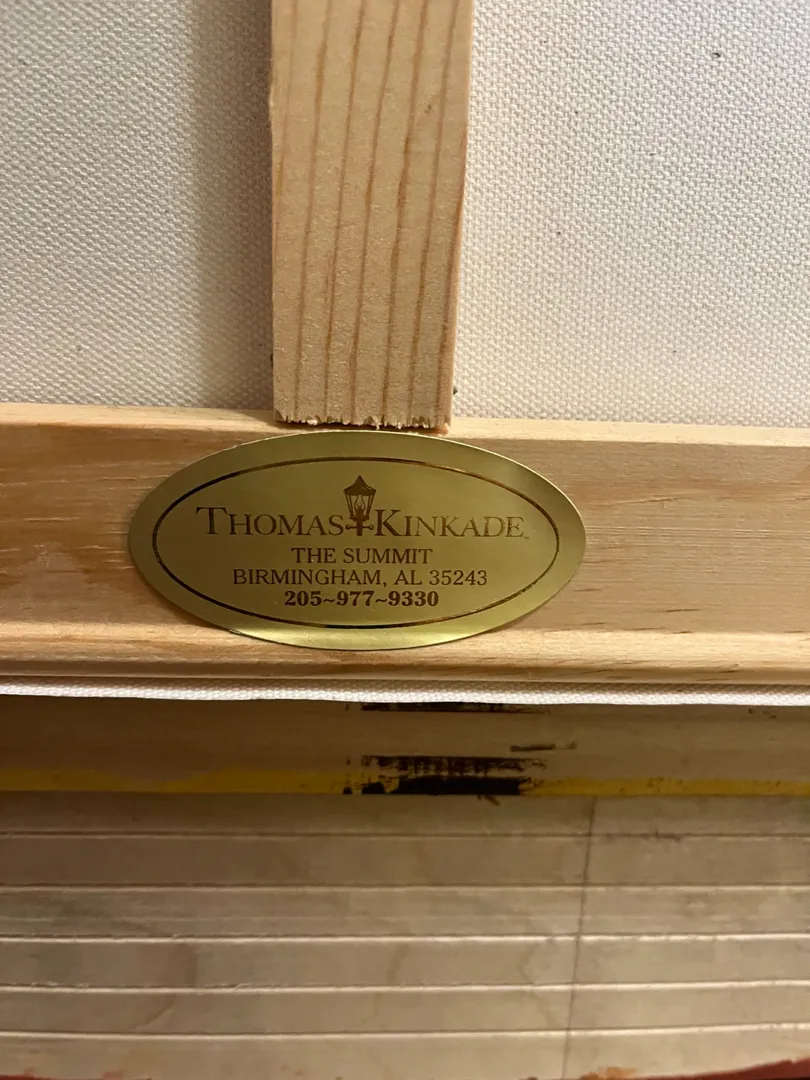 THOMAS KINKADE
THE SUMMIT
BIRMINGHAM, AL 35243
205~977~9330